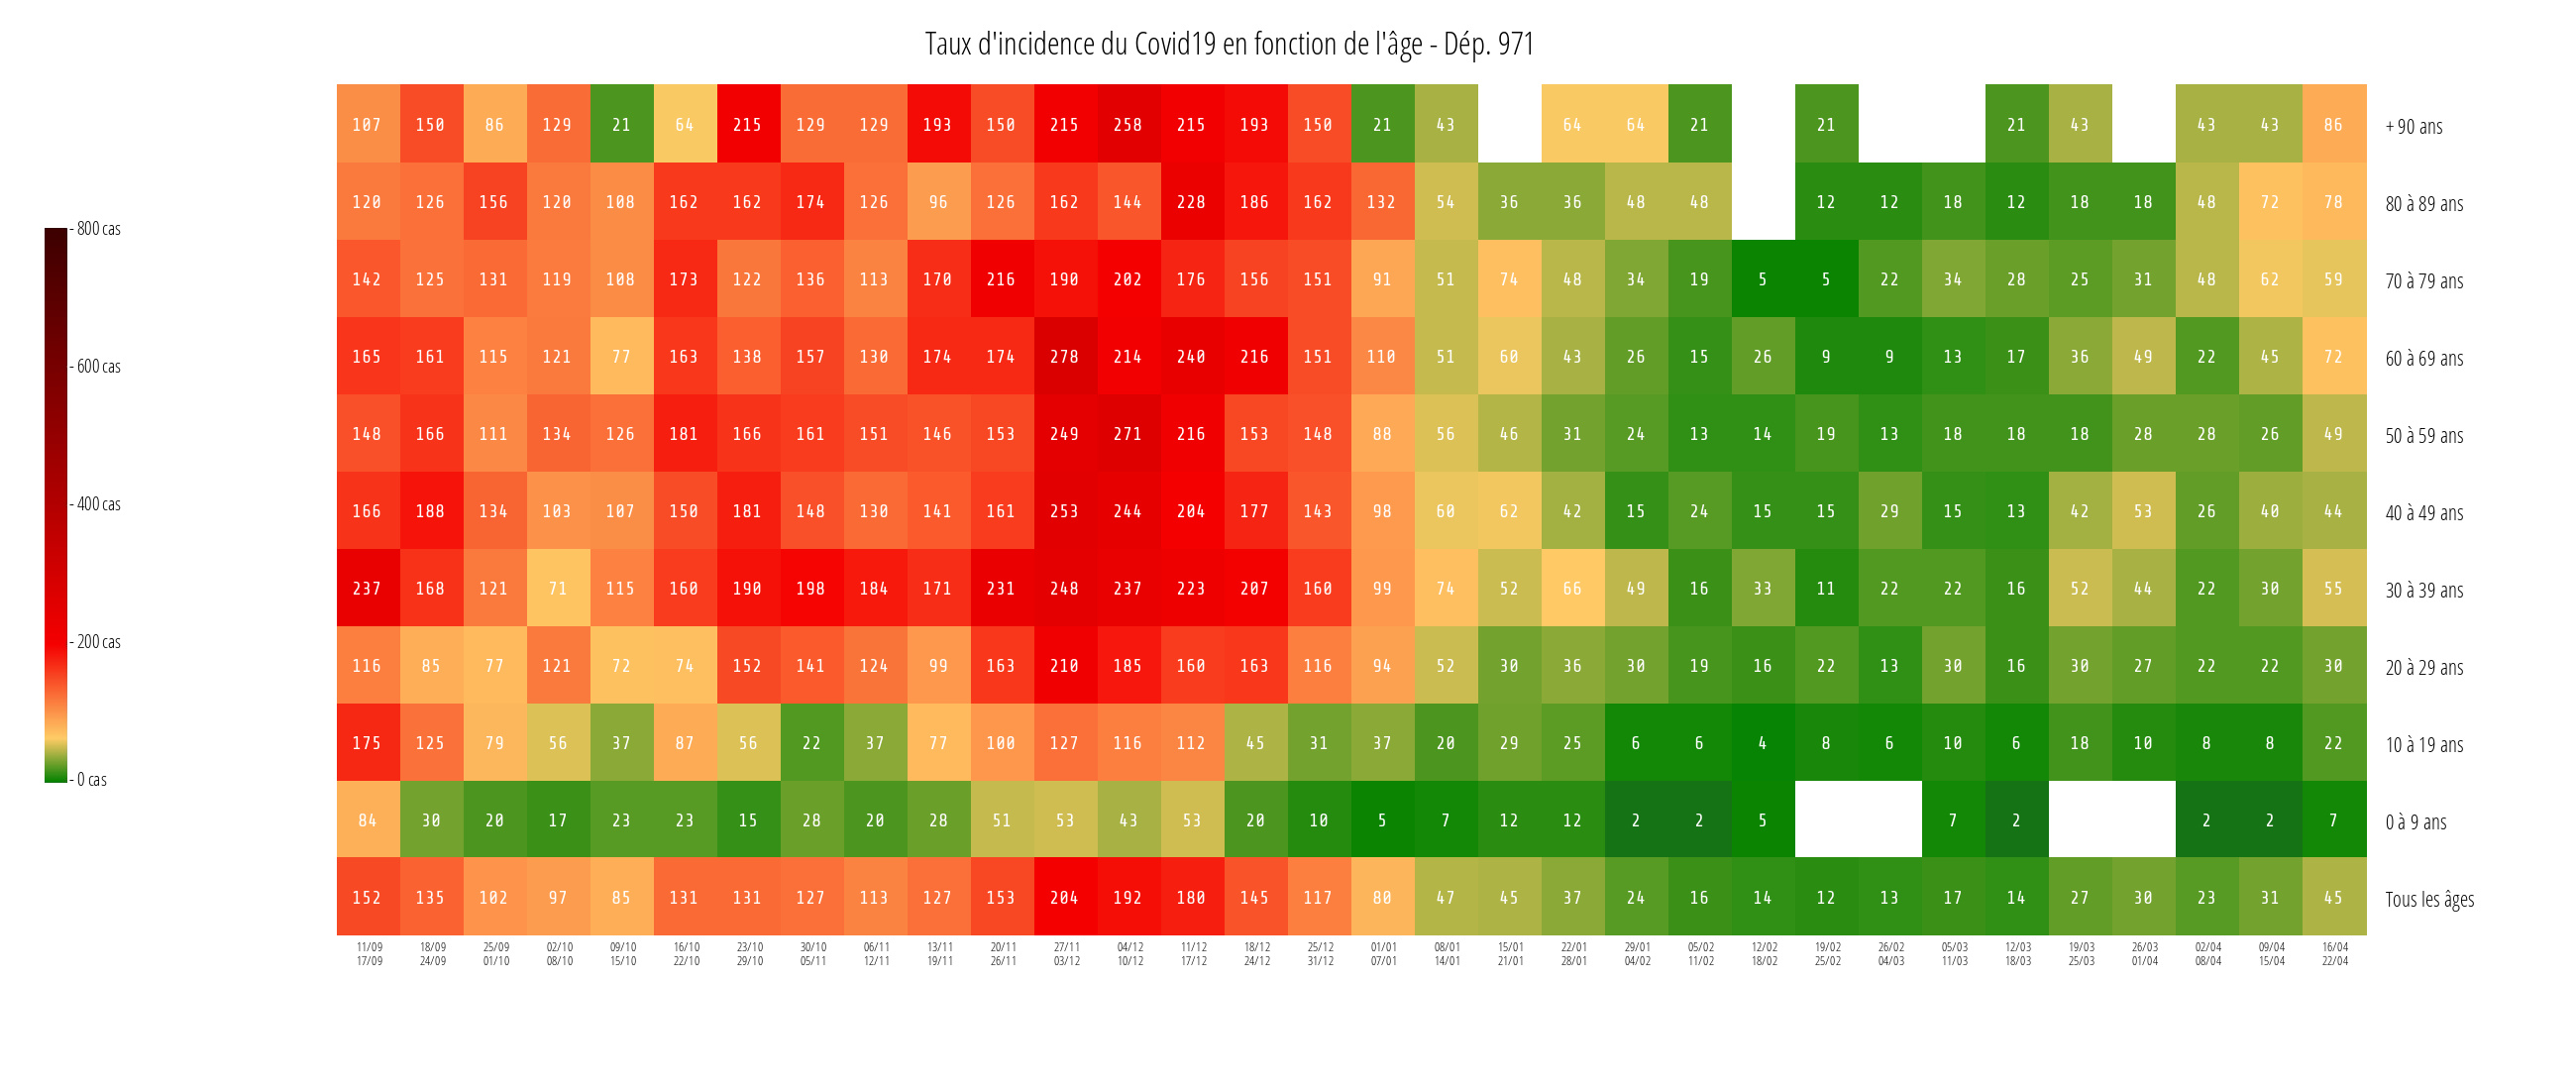 Taux d'incidence du Covid19 en fonction de l'âge - Dép. 971
- 800 cas
- 600 cas
- 400 cas
- 200 cas
- 0 cas
107 150 86 129 21 64 215 129 129 193 150 215 258 215 193 150 21 43 64 64 21 21 21 43 43 43 86 + 90 ans
120 126 156 120 108 162 162 174 126 96 126 162 144 228 186 162 132 54 36 36 48 48 12 12 18 12 18 18 48 72 78 80 à 89 ans
142 125 131 119 108 173 122 136 113 170 216 190 202 176 156 151 91 51 74 48 34 19 5 5 22 34 28 25 31 48 62 59 70 à 79 ans
165 161 115 121 77 163 138 157 130 174 174 278 214 240 216 151 110 51 60 43 26 15 26 9 9 13 17 36 49 22 45 72 60 à 69 ans
148 166 111 134 126 181 166 161 151 146 153 249 271 216 153 148 88 56 46 31 24 13 14 19 13 18 18 18 28 28 26 49 50 à 59 ans
166 188 134 103 107 150 181 148 130 141 161 253 244 204 177 143 98 60 62 42 15 24 15 15 29 15 13 42 53 26 40 44 40 à 49 ans
237 168 121 71 115 160 190 198 184 171 231 248 237 223 207 160 99 74 52 66 49 16 33 11 22 22 16 52 44 22 30 55 30 à 39 ans
116 85 77 121 72 74 152 141 124 99 163 210 185 160 163 116 94 52 30 36 30 19 16 22 13 30 16 30 27 22 22 30 20 à 29 ans
175 125 79 56 37 87 56 22 37 77 100 127 116 112 45 31 37 20 29 25 6 6 4 8 6 10 6 18 10 8 8 22 10 à 19 ans
84 30 20 17 23 23 15 28 20 28 51 53 43 53 20 10 5 7 12 12 2 2 5 7 2 2 2 7 0 à 9 ans
152 135 102 97 85 131 131 127 113 127 153 204 192 180 145 117 80 47 45 37 24 16 14 12 13 17 14 27 30 23 31 45 Tous les âges
11/09 18/09 25/09 02/10 09/10 16/10 23/10 30/10 06/11 13/11 20/11 27/11 04/12 11/12 18/12 25/12 01/01 08/01 15/01 22/01 29/01 05/02 12/02 19/02 26/02 05/03 12/03 19/03 26/03 02/04 09/04 16/04
17/09 24/09 01/10 08/10 15/10 22/10 29/10 05/11 12/11 19/11 26/11 03/12 10/12 17/12 24/12 31/12 07/01 14/01 21/01 28/01 04/02 11/02 18/02 25/02 04/03 11/03 18/03 25/03 01/04 08/04 15/04 22/04